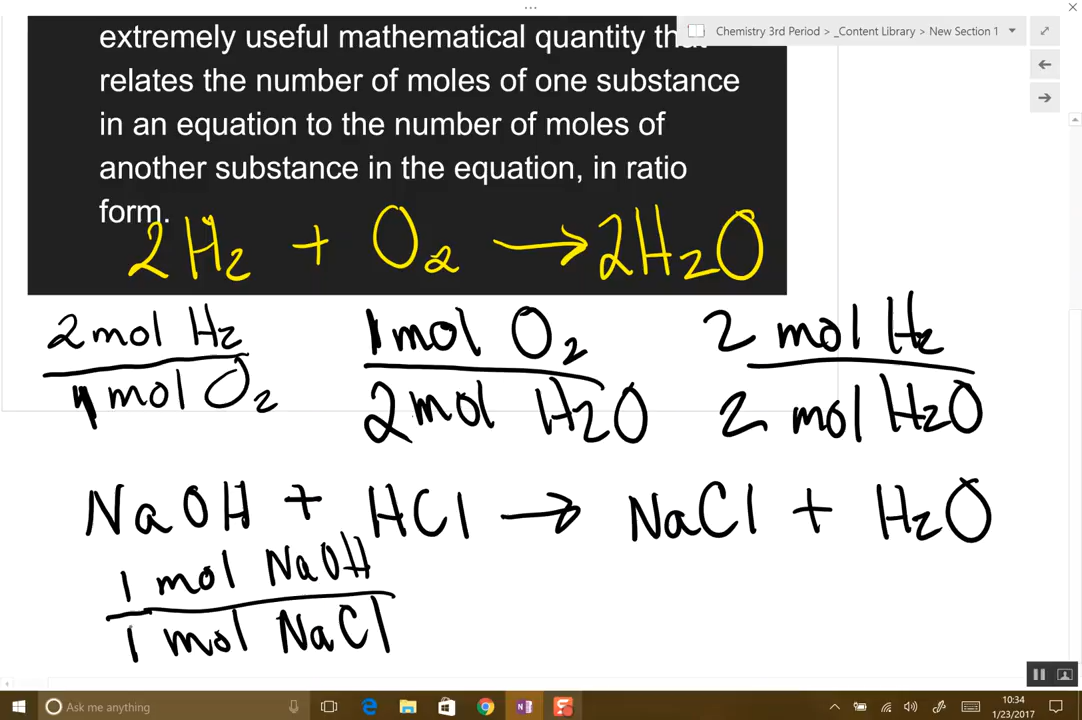 extremely useful mathematical quantity that
Chemistry 3rd Period > _Content Library > New Section 1
relates the number of moles of one substance
in an equation to the number of moles of
another substance in the equation, in ratio
form.
2H₂ + O₂ → 2H₂O
2 mol H₂ 1 mol O₂ 2 mol H₂
1 mol O₂ 2 mol H₂O 2 mol H₂O
NaOH + HCl → NaCl + H₂O
1 mol NaOH
1 mol NaCl
Ask me anything
10:34
1/23/2017